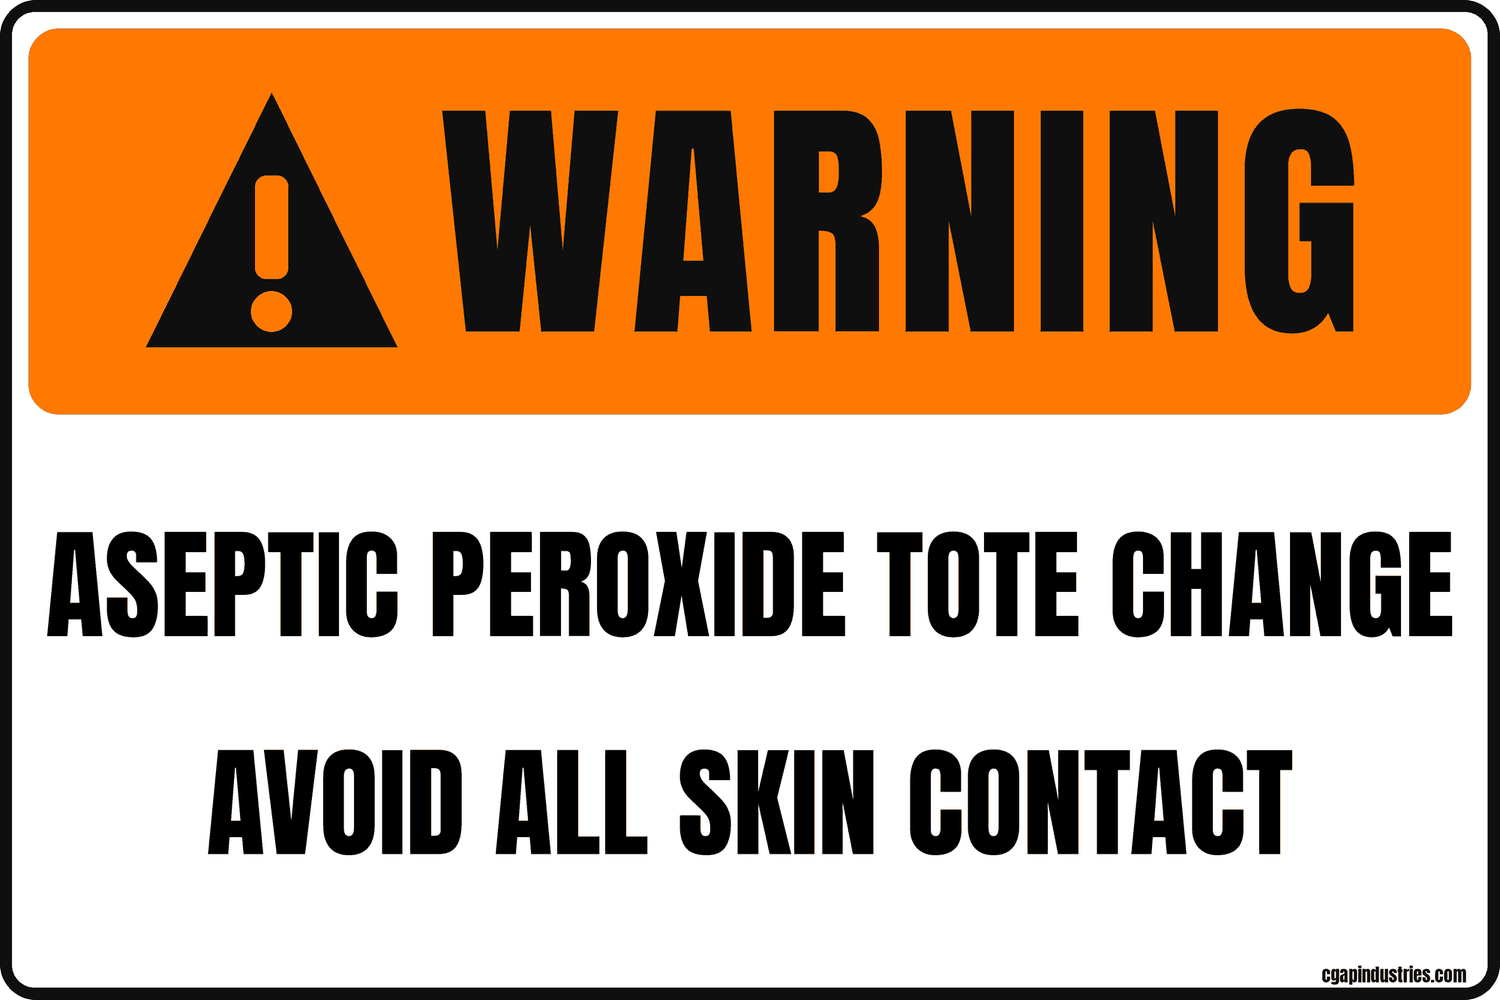 WARNING
ASEPTIC PEROXIDE TOTE CHANGE
AVOID ALL SKIN CONTACT
cgapindustries.com